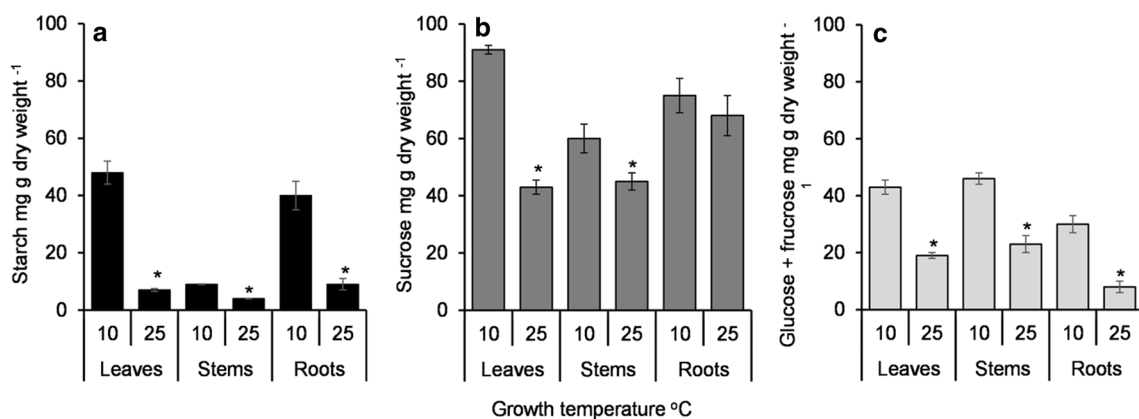 a
Starch mg g dry weight -1
100
80
60
40
20
0
*
*
*
10 25 10 25 10 25
Leaves Stems Roots
b
Sucrose mg g dry weight -1
100
80
60
40
20
0
*
*
10 25 10 25 10 25
Leaves Stems Roots
c
Glucose + frucrose mg g dry weight -
1
100
80
60
40
20
0
*
*
*
10 25 10 25 10 25
Leaves Stems Roots
Growth temperature °C